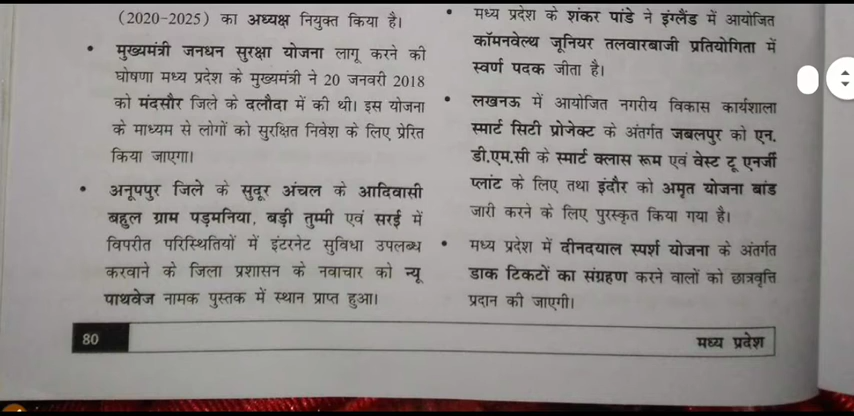 (2020-2025) का अध्यक्ष नियुक्त किया है।
• मुख्यमंत्री जनधन सुरक्षा योजना लागू करने की
घोषणा मध्य प्रदेश के मुख्यमंत्री ने 20 जनवरी 2018
को मंदसौर जिले के दलौदा में की थी। इस योजना
के माध्यम से लोगों को सुरक्षित निवेश के लिए प्रेरित
किया जाएगा।
• अनूपपुर जिले के सुदूर अंचल के आदिवासी
बहुल ग्राम पड़मनिया, बड़ी तुम्मी एवं सरई में
विपरीत परिस्थितियों में इंटरनेट सुविधा उपलब्ध
करवाने के जिला प्रशासन के नवाचार को न्यू
पाथवेज नामक पुस्तक में स्थान प्राप्त हुआ।
• मध्य प्रदेश के शंकर पांडे ने इंग्लैंड में आयोजित
कॉमनवेल्थ जूनियर तलवारबाजी प्रतियोगिता में
स्वर्ण पदक जीता है।
• लखनऊ में आयोजित नगरीय विकास कार्यशाला
स्मार्ट सिटी प्रोजेक्ट के अंतर्गत जबलपुर को एन.
डी.एम.सी के स्मार्ट क्लास रूम एवं वेस्ट टू एनर्जी
प्लांट के लिए तथा इंदौर को अमृत योजना बांड
जारी करने के लिए पुरस्कृत किया गया है।
• मध्य प्रदेश में दीनदयाल स्पर्श योजना के अंतर्गत
डाक टिकटों का संग्रहण करने वालों को छात्रवृत्ति
प्रदान की जाएगी।
80
मध्य प्रदेश